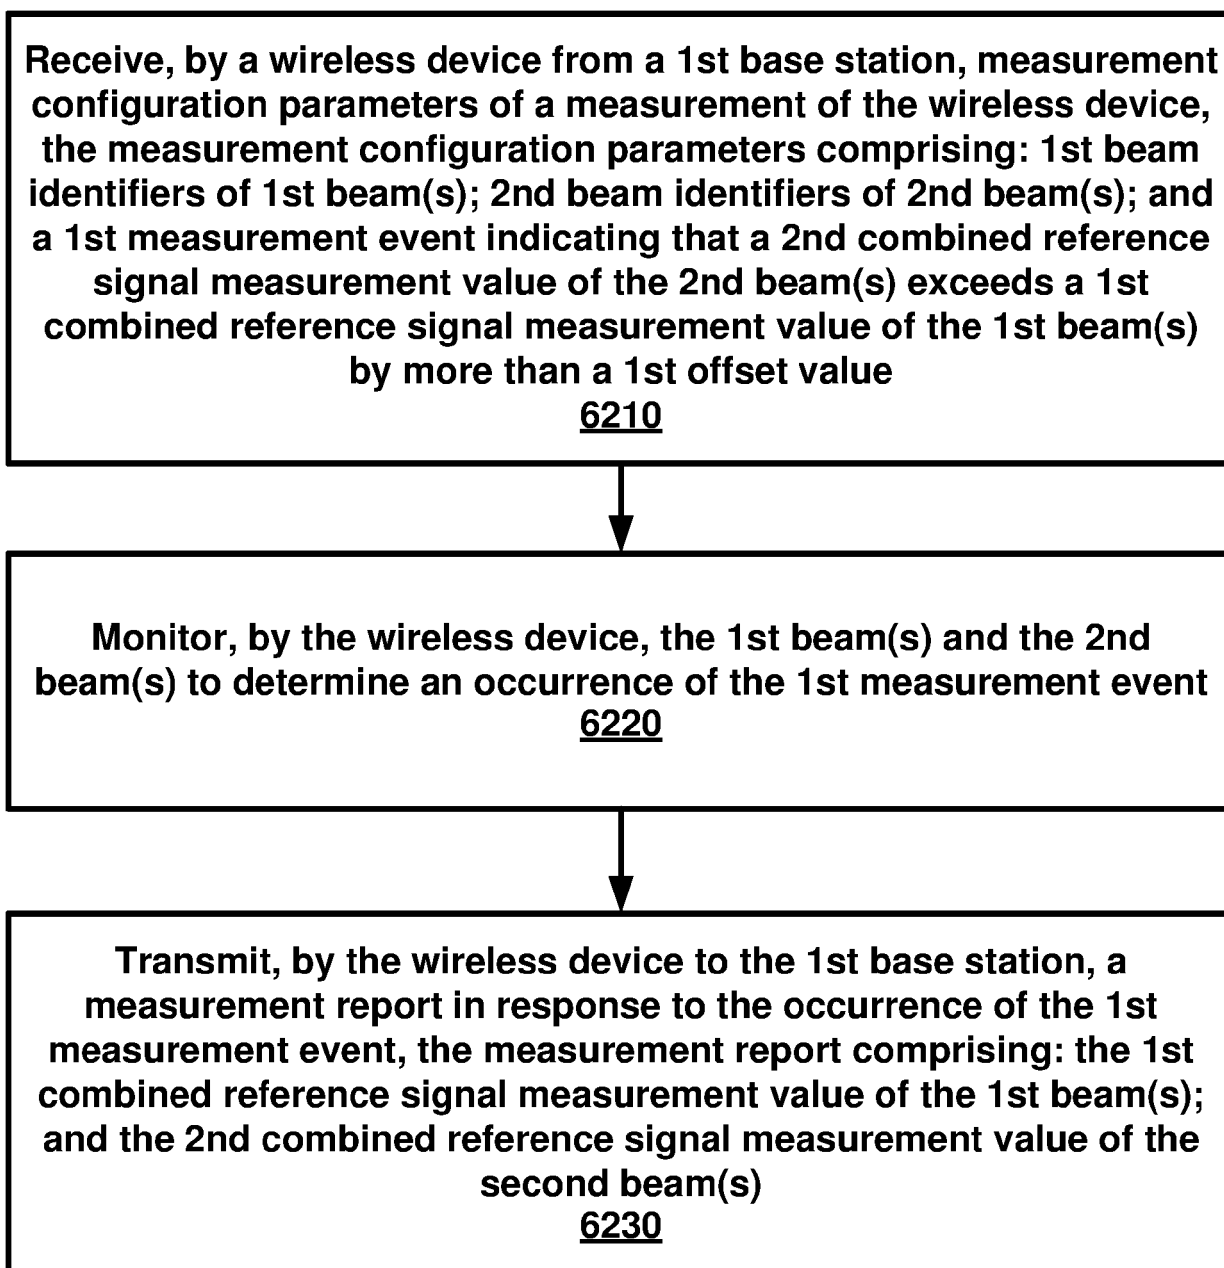 Receive, by a wireless device from a 1st base station, measurement
configuration parameters of a measurement of the wireless device,
the measurement configuration parameters comprising: 1st beam
identifiers of 1st beam(s); 2nd beam identifiers of 2nd beam(s); and
a 1st measurement event indicating that a 2nd combined reference
signal measurement value of the 2nd beam(s) exceeds a 1st
combined reference signal measurement value of the 1st beam(s)
by more than a 1st offset value
6210
Monitor, by the wireless device, the 1st beam(s) and the 2nd
beam(s) to determine an occurrence of the 1st measurement event
6220
Transmit, by the wireless device to the 1st base station, a
measurement report in response to the occurrence of the 1st
measurement event, the measurement report comprising: the 1st
combined reference signal measurement value of the 1st beam(s);
and the 2nd combined reference signal measurement value of the
second beam(s)
6230